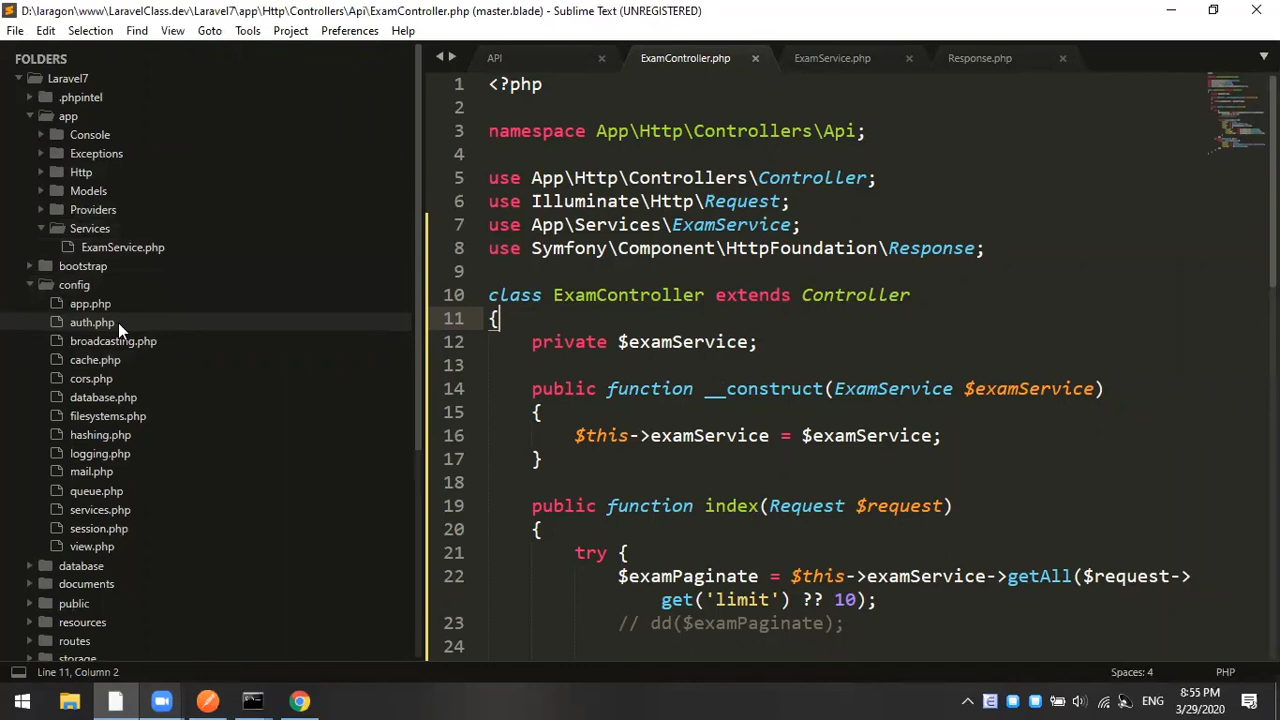 D:\laragon\www\LaravelClass.dev\Laravel7\app\Http\Controllers\Api\ExamController.php (master.blade) - Sublime Text (UNREGISTERED)
File Edit Selection Find View Goto Tools Project Preferences Help
FOLDERS
Laravel7
.phpintel
app
Console
Exceptions
Http
Models
Providers
Services
ExamService.php
bootstrap
config
app.php
auth.php
broadcasting.php
cache.php
cors.php
database.php
filesystems.php
hashing.php
logging.php
mail.php
queue.php
services.php
session.php
view.php
database
documents
public
resources
routes
storage
API ExamController.php ExamService.php Response.php
1 <?php
2
3 namespace App\Http\Controllers\Api;
4
5 use App\Http\Controllers\Controller;
6 use Illuminate\Http\Request;
7 use App\Services\ExamService;
8 use Symfony\Component\HttpFoundation\Response;
9
10 class ExamController extends Controller
11 {
12 private $examService;
13
14 public function __construct(ExamService $examService)
15 {
16 $this->examService = $examService;
17 }
18
19 public function index(Request $request)
20 {
21 try {
22 $examPaginate = $this->examService->getAll($request->
get('limit') ?? 10);
23 // dd($examPaginate);
24
Line 11, Column 2 Spaces: 4 PHP
ENG 8:55 PM
3/29/2020